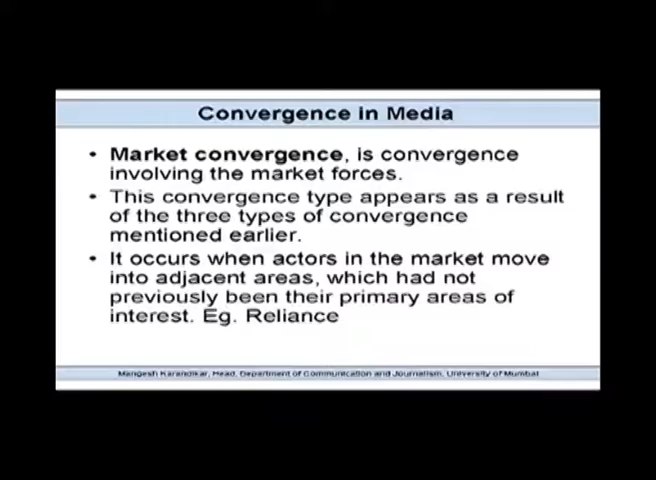 Convergence in Media
• Market convergence, is convergence
involving the market forces.
• This convergence type appears as a result
of the three types of convergence
mentioned earlier.
• It occurs when actors in the market move
into adjacent areas, which had not
previously been their primary areas of
interest. Eg. Reliance
Mangesh Karandikar, Head, Department of Communication and Journalism, University of Mumbai